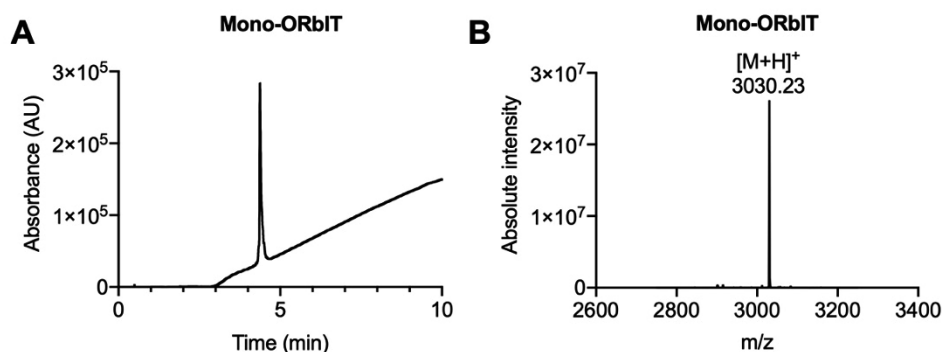 A
Mono-ORbIT
3×10⁵
2×10⁵
1×10⁵
0
Absorbance (AU)
0
5
10
Time (min)
B
Mono-ORbIT
[M+H]⁺
3030.23
3×10⁷
2×10⁷
1×10⁷
0
Absolute intensity
2600
2800
3000
3200
3400
m/z